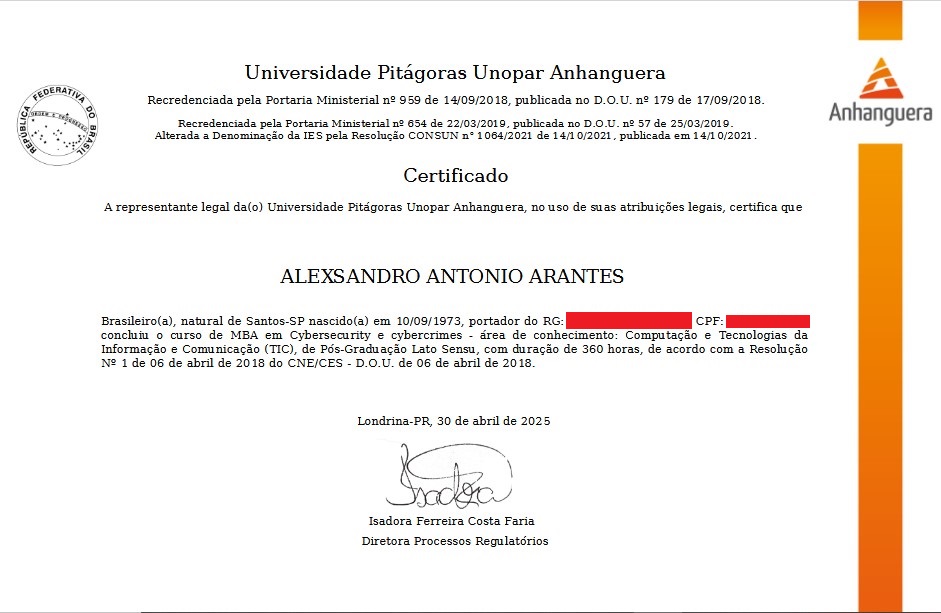 Universidade Pitágoras Unopar Anhanguera
Recredenciada pela Portaria Ministerial nº 959 de 14/09/2018, publicada no D.O.U. nº 179 de 17/09/2018.
Recredenciada pela Portaria Ministerial nº 654 de 22/03/2019, publicada no D.O.U. nº 57 de 25/03/2019.
Alterada a Denominação da IES pela Resolução CONSUN n° 1064/2021 de 14/10/2021, publicada em 14/10/2021.
REPÚBLICA FEDERATIVA DO BRASIL
ORDEM E PROGRESSO
Anhanguera
Certificado
A representante legal da(o) Universidade Pitágoras Unopar Anhanguera, no uso de suas atribuições legais, certifica que
ALEXSANDRO ANTONIO ARANTES
Brasileiro(a), natural de Santos-SP nascido(a) em 10/09/1973, portador do RG: CPF:
concluiu o curso de MBA em Cybersecurity e cybercrimes - área de conhecimento: Computação e Tecnologias da
Informação e Comunicação (TIC), de Pós-Graduação Lato Sensu, com duração de 360 horas, de acordo com a Resolução
Nº 1 de 06 de abril de 2018 do CNE/CES - D.O.U. de 06 de abril de 2018.
Londrina-PR, 30 de abril de 2025
Isadora
Isadora Ferreira Costa Faria
Diretora Processos Regulatórios